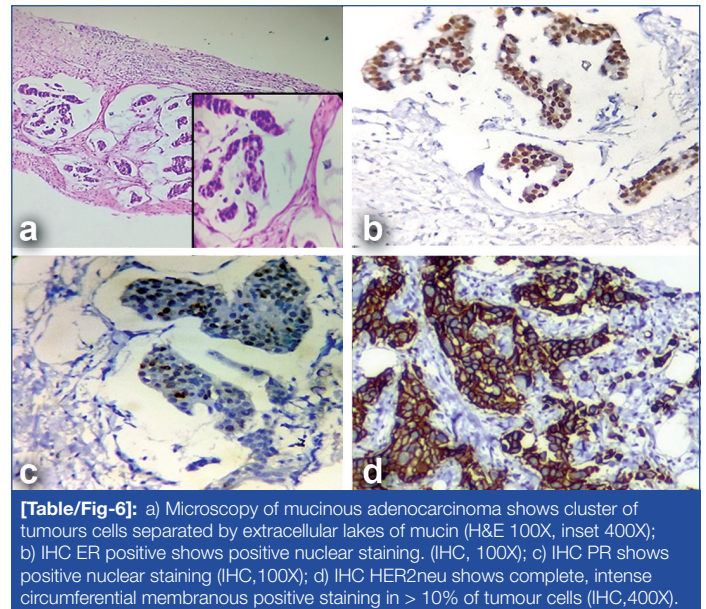 a
b
c
d
[Table/Fig-6]: a) Microscopy of mucinous adenocarcinoma shows cluster of
tumours cells separated by extracellular lakes of mucin (H&E 100X, inset 400X);
b) IHC ER positive shows positive nuclear staining. (IHC, 100X); c) IHC PR shows
positive nuclear staining (IHC,100X); d) IHC HER2neu shows complete, intense
circumferential membranous positive staining in > 10% of tumour cells (IHC,400X).